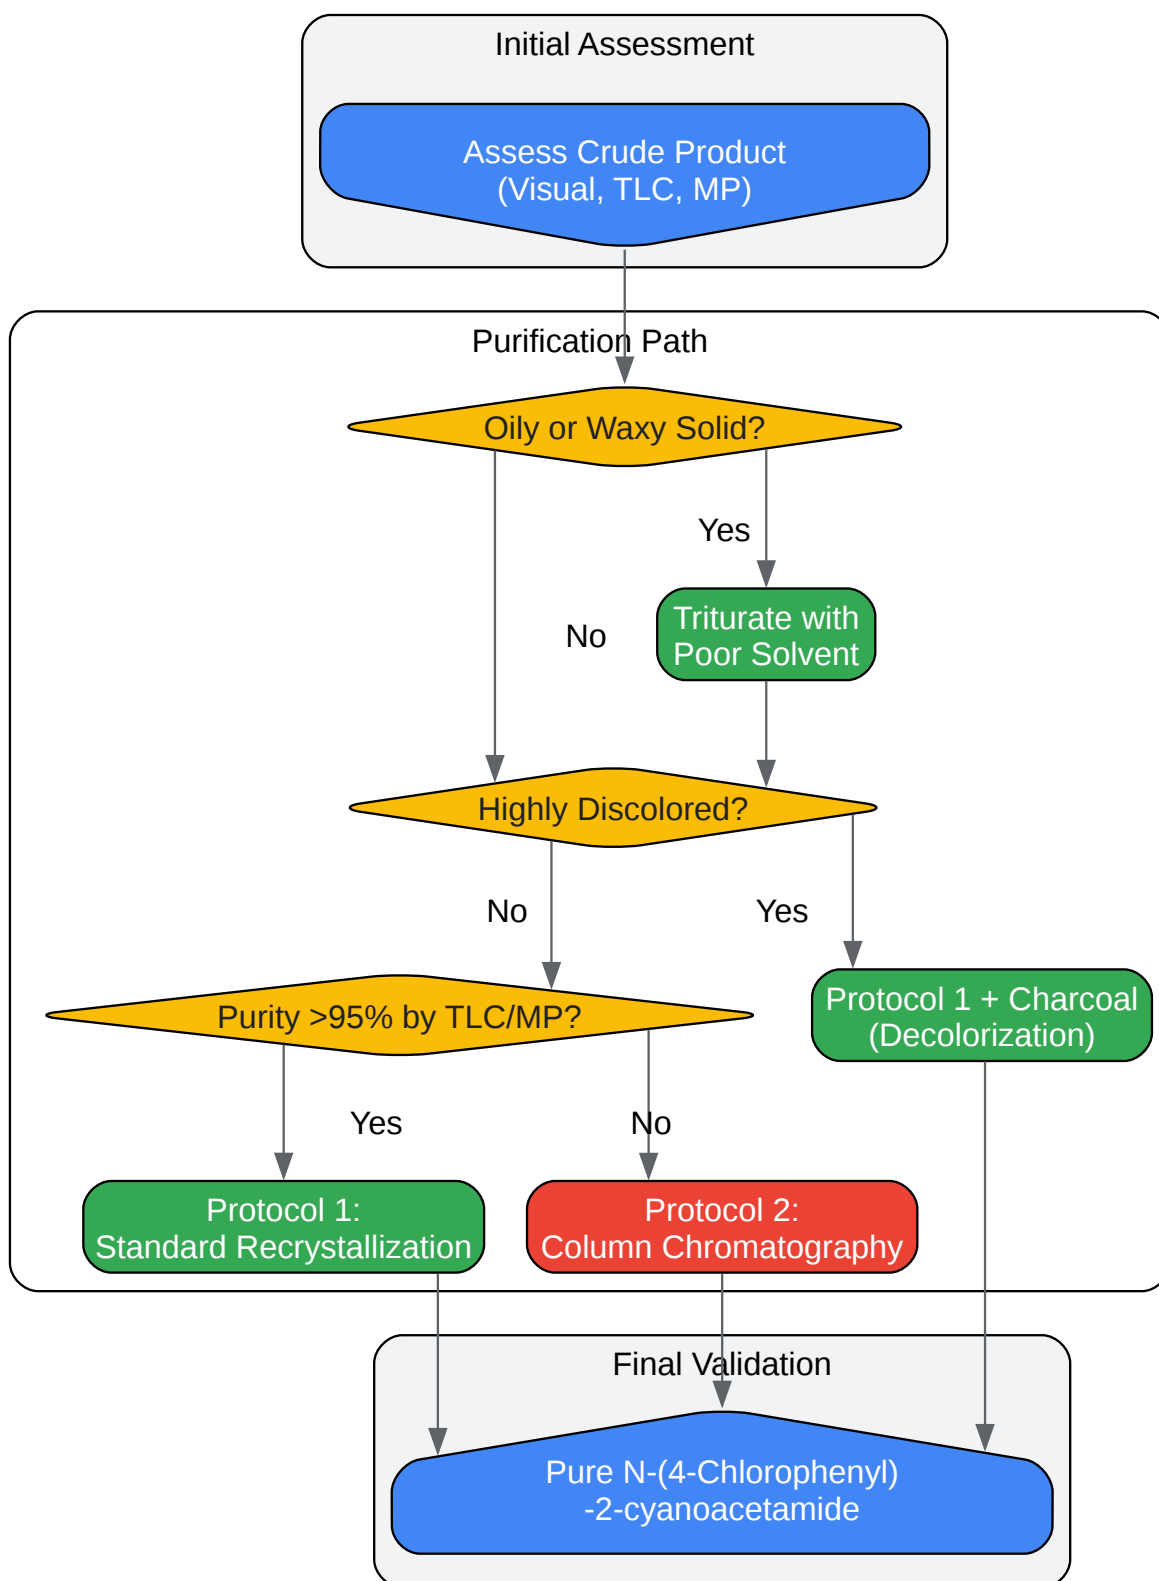 Initial Assessment
Assess Crude Product
(Visual, TLC, MP)
Purification Path
Oily or Waxy Solid?
Yes
No
Triturate with
Poor Solvent
Highly Discolored?
No
Yes
Purity >95% by TLC/MP?
Protocol 1 + Charcoal
(Decolorization)
Yes
No
Protocol 1:
Standard Recrystallization
Protocol 2:
Column Chromatography
Final Validation
Pure N-(4-Chlorophenyl)
-2-cyanoacetamide